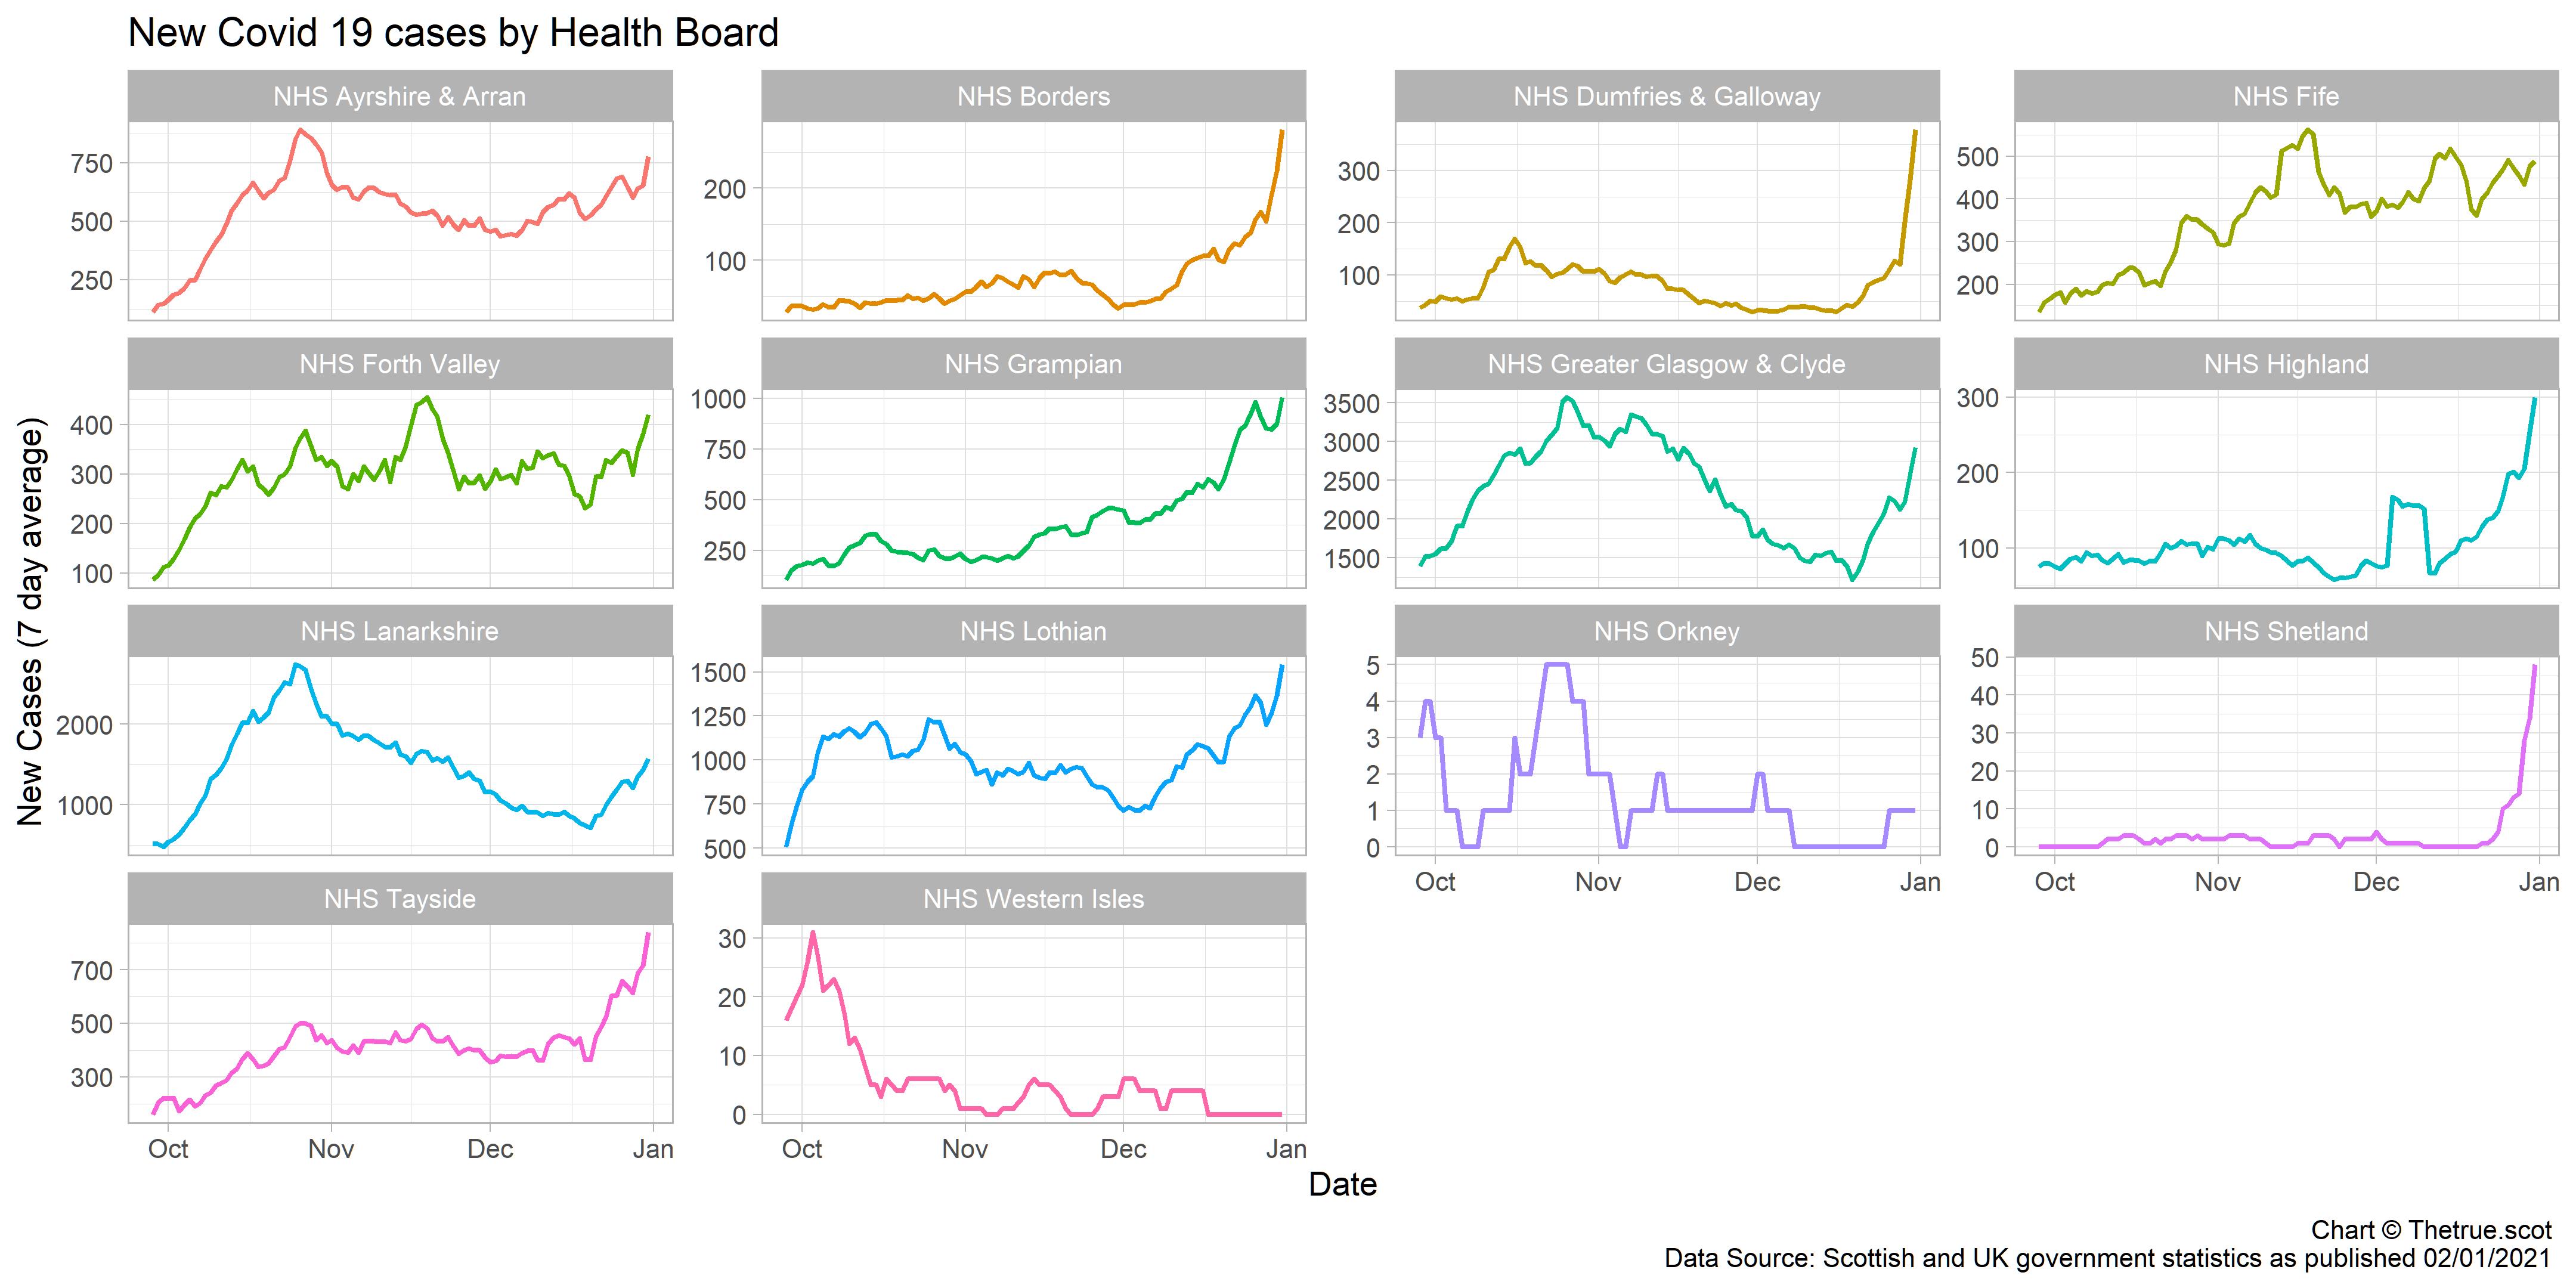 New Covid 19 cases by Health Board
New Cases (7 day average)
NHS Ayrshire & Arran
750
500
250
NHS Borders
200
100
NHS Dumfries & Galloway
300
200
100
NHS Fife
500
400
300
200
NHS Forth Valley
400
300
200
100
NHS Grampian
1000
750
500
250
NHS Greater Glasgow & Clyde
3500
3000
2500
2000
1500
NHS Highland
300
200
100
NHS Lanarkshire
2000
1000
NHS Lothian
1500
1250
1000
750
500
NHS Orkney
5
4
3
2
1
0
Oct Nov Dec Jan
NHS Shetland
50
40
30
20
10
0
Oct Nov Dec Jan
NHS Tayside
700
500
300
Oct Nov Dec Jan
NHS Western Isles
30
20
10
0
Oct Nov Dec Jan
Date
Chart © Thetrue.scot
Data Source: Scottish and UK government statistics as published 02/01/2021